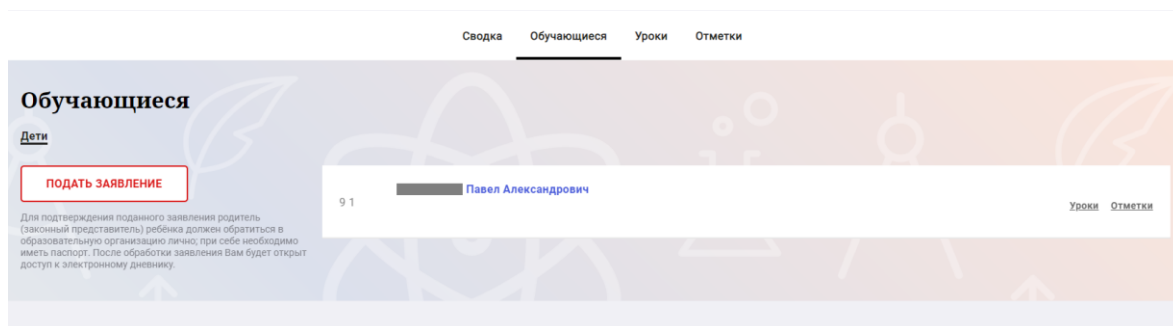 Сводка Обучающиеся Уроки Отметки
Обучающиеся
Дети
ПОДАТЬ ЗАЯВЛЕНИЕ
Для подтверждения поданного заявления родитель
(законный представитель) ребёнка должен обратиться в
образовательную организацию лично; при себе необходимо
иметь паспорт. После обработки заявления Вам будет открыт
доступ к электронному дневнику.
9 1
Павел Александрович
Уроки Отметки